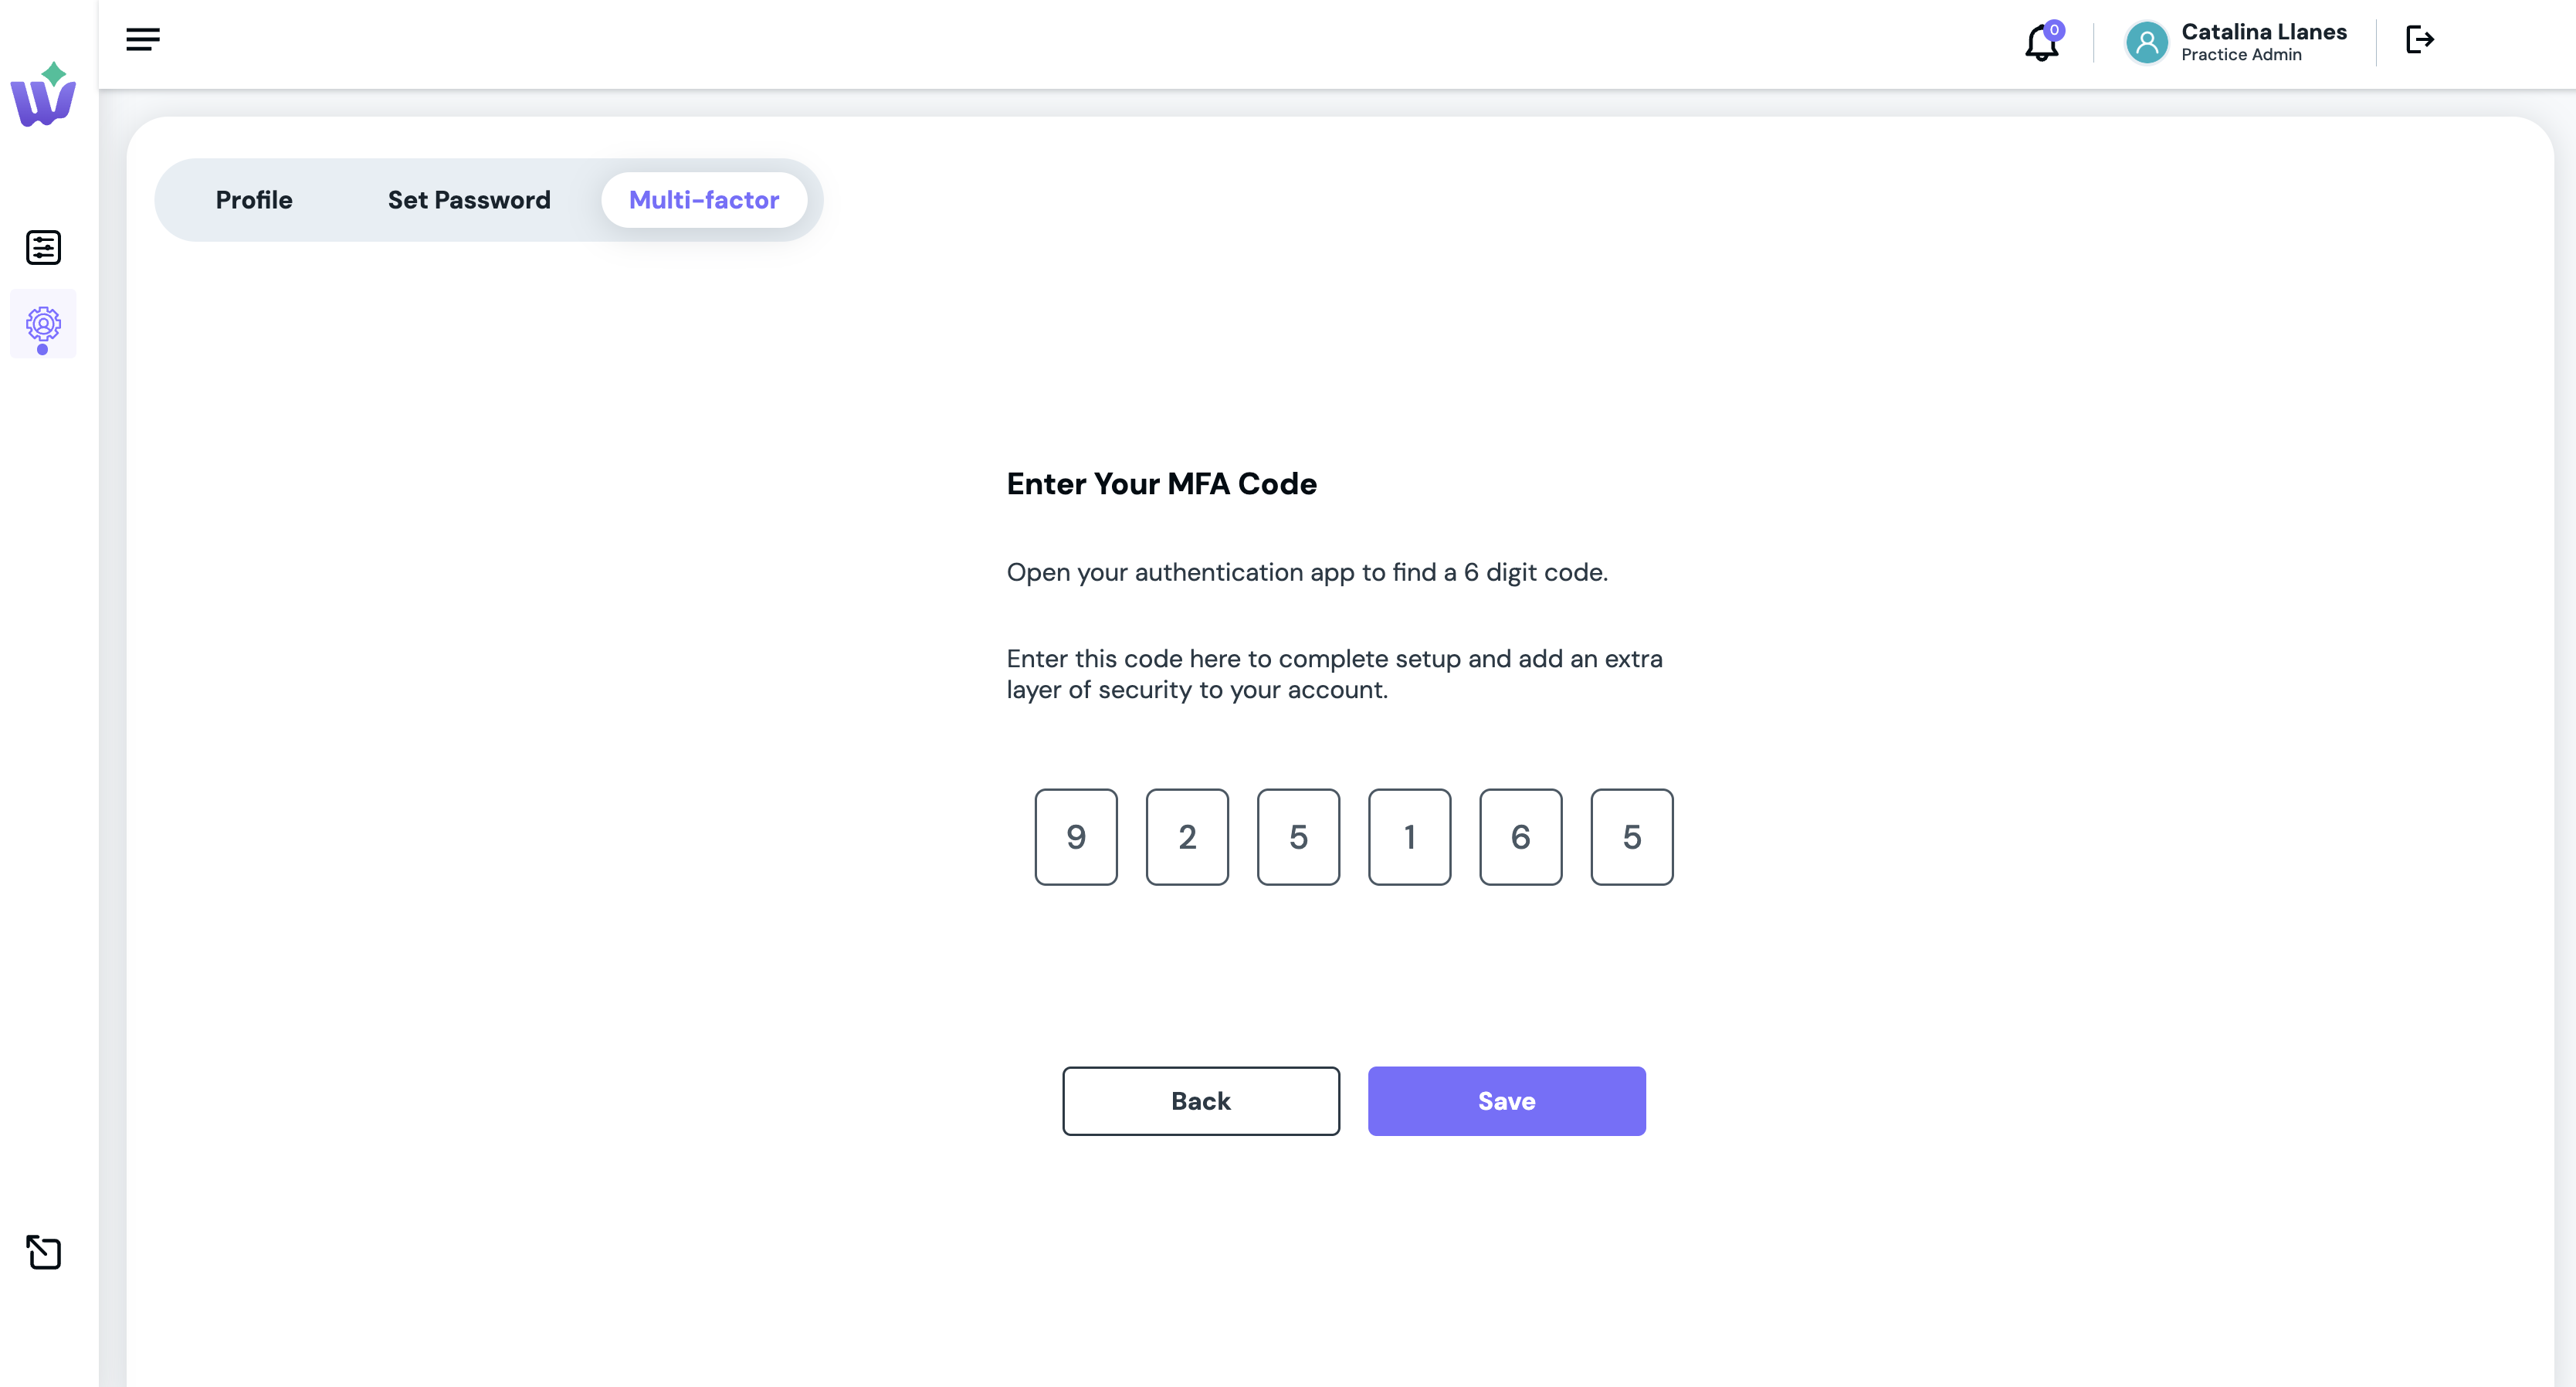 0
Catalina Llanes
Practice Admin
Profile
Set Password
Multi-factor
Enter Your MFA Code
Open your authentication app to find a 6 digit code.
Enter this code here to complete setup and add an extra
layer of security to your account.
9 2 5 1 6 5
Back
Save